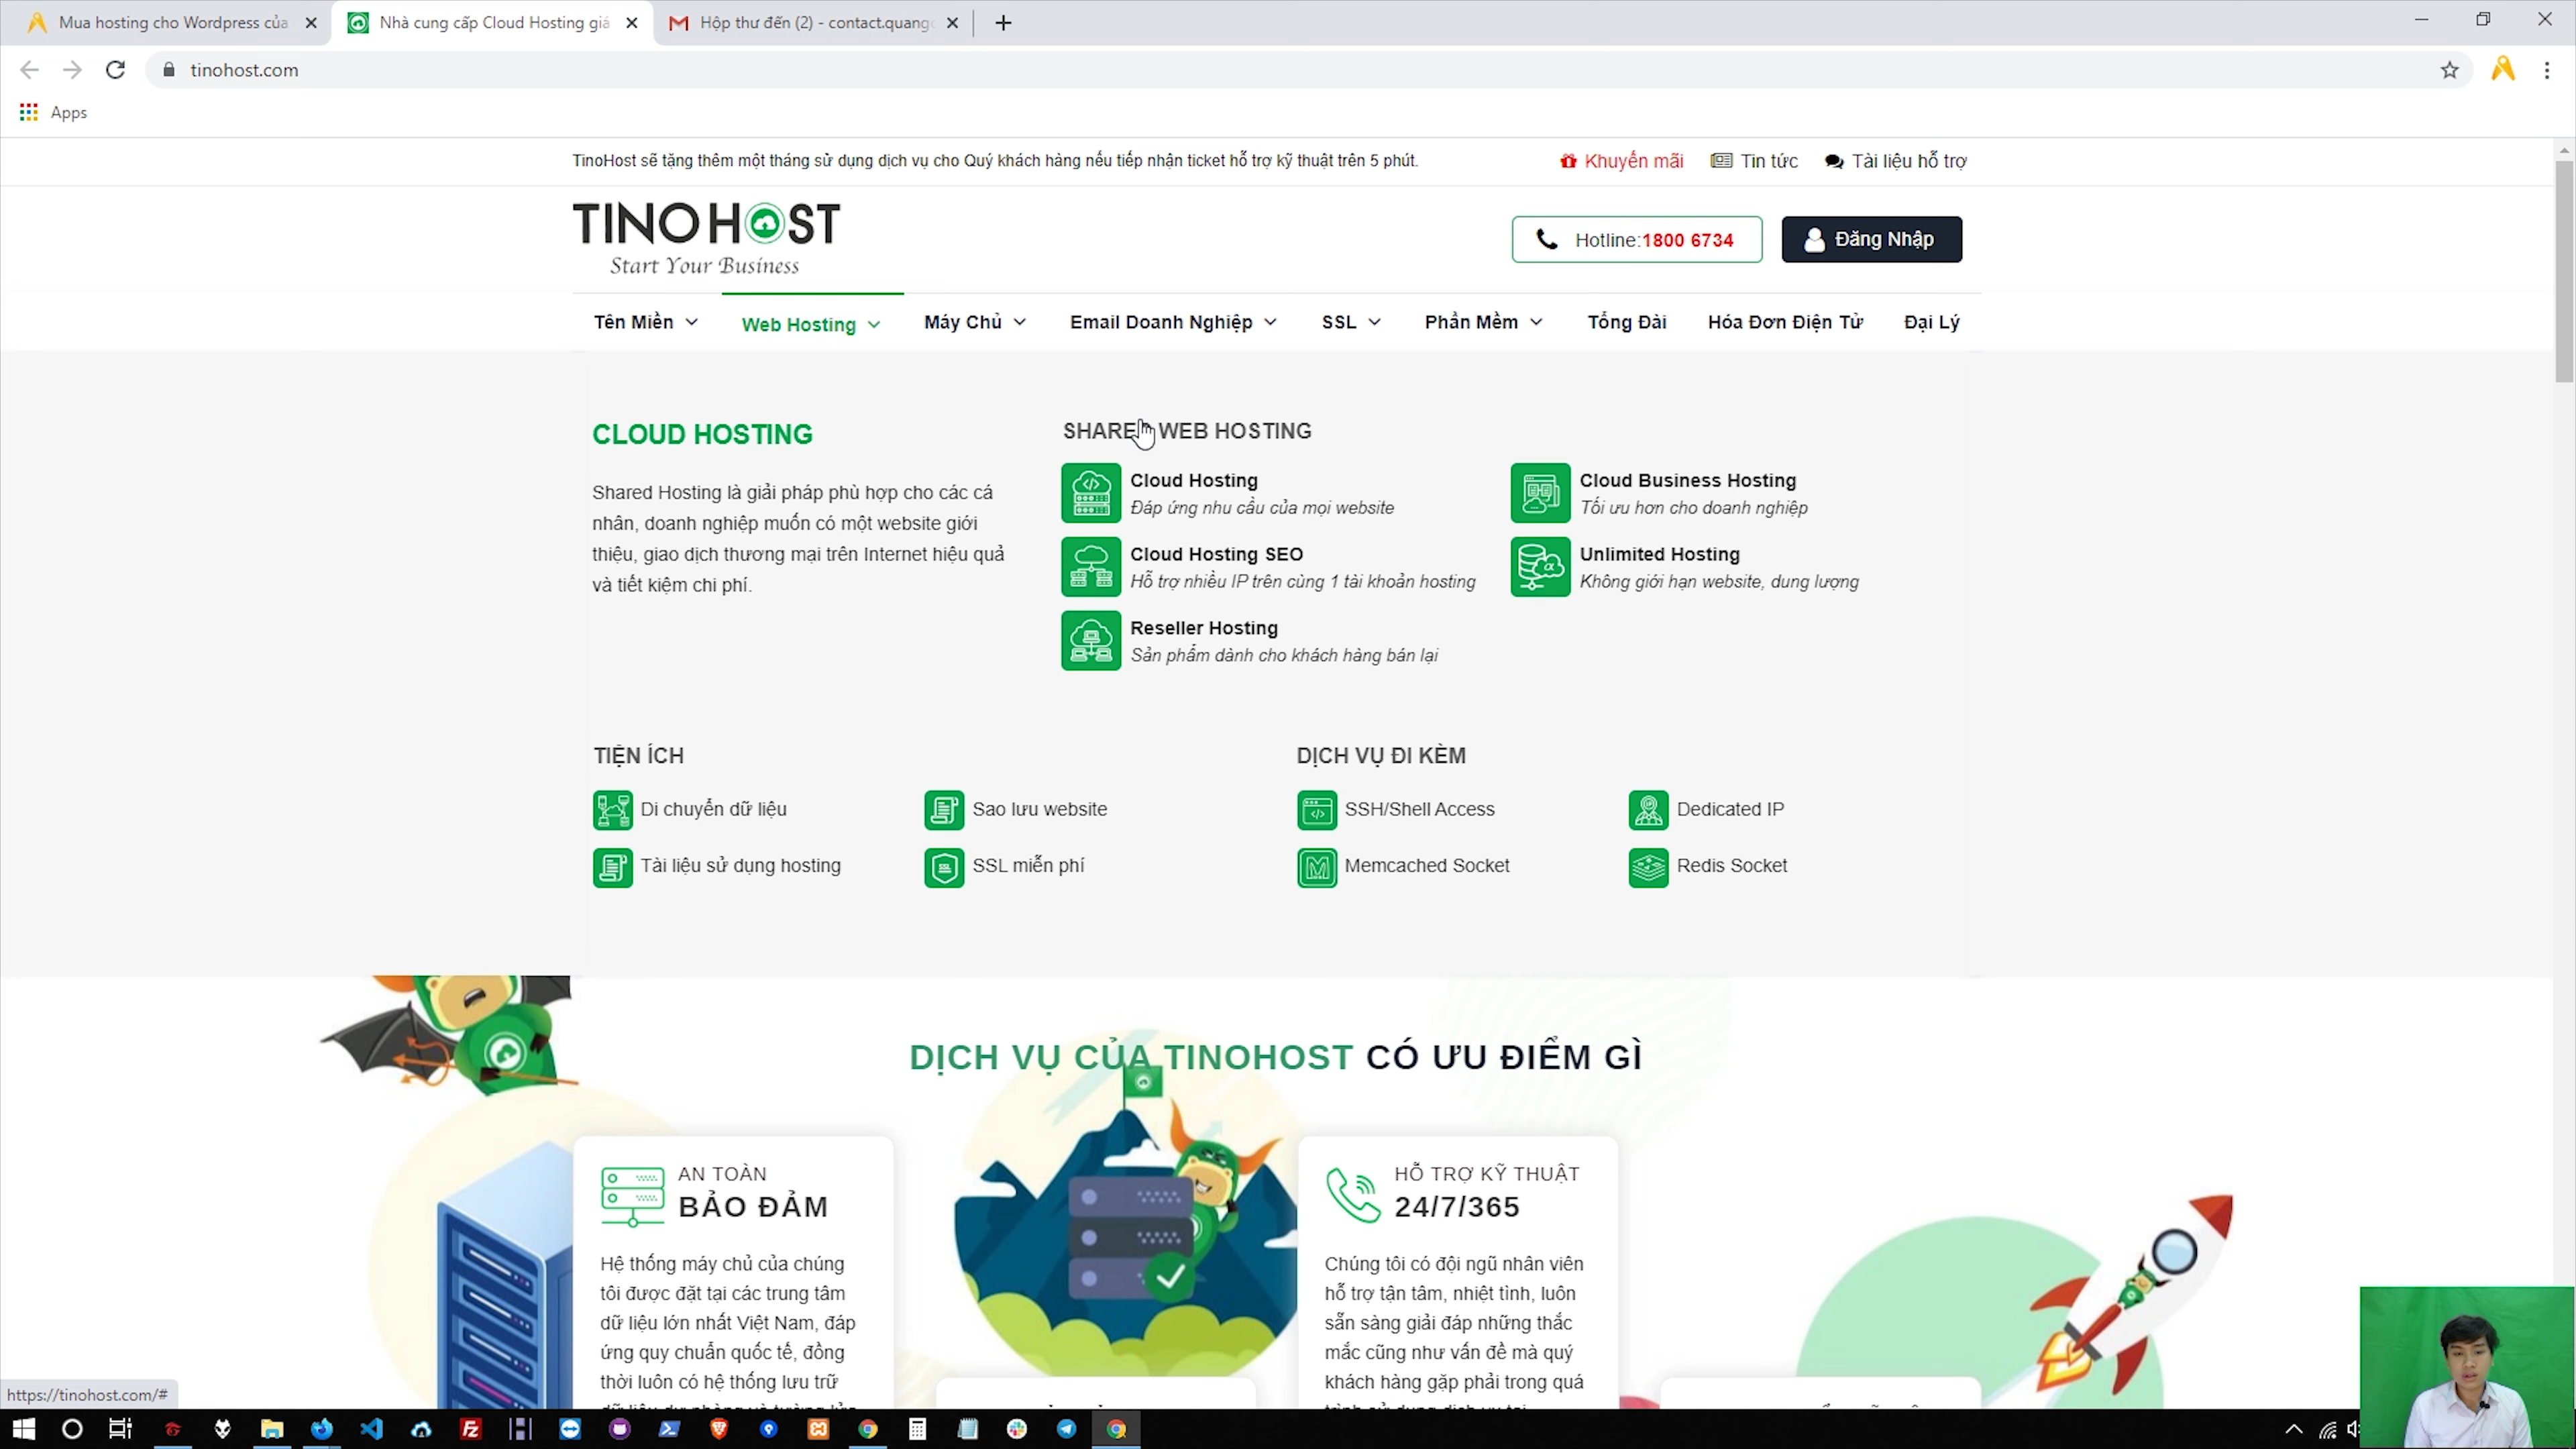 Mua hosting cho Wordpress của
Nhà cung cấp Cloud Hosting giá
Hộp thư đến (2) - contact.quang
tinohost.com
Apps
TinoHost sẽ tặng thêm một tháng sử dụng dịch vụ cho Quý khách hàng nếu tiếp nhận ticket hỗ trợ kỹ thuật trên 5 phút.
Khuyến mãi
Tin tức
Tài liệu hỗ trợ
TINOHOST
Start Your Business
Hotline:1800 6734
Đăng Nhập
Tên Miền
Web Hosting
Máy Chủ
Email Doanh Nghiệp
SSL
Phần Mềm
Tổng Đài
Hóa Đơn Điện Tử
Đại Lý
CLOUD HOSTING
Shared Hosting là giải pháp phù hợp cho các cá
nhân, doanh nghiệp muốn có một website giới
thiệu, giao dịch thương mại trên Internet hiệu quả
và tiết kiệm chi phí.
SHARE WEB HOSTING
Cloud Hosting
Đáp ứng nhu cầu của mọi website
Cloud Business Hosting
Tối ưu hơn cho doanh nghiệp
Cloud Hosting SEO
Hỗ trợ nhiều IP trên cùng 1 tài khoản hosting
Unlimited Hosting
Không giới hạn website, dung lượng
Reseller Hosting
Sản phẩm dành cho khách hàng bán lại
TIỆN ÍCH
Di chuyển dữ liệu
Sao lưu website
Tài liệu sử dụng hosting
SSL miễn phí
DỊCH VỤ ĐI KÈM
SSH/Shell Access
Dedicated IP
Memcached Socket
Redis Socket
DỊCH VỤ CỦA TINOHOST CÓ ƯU ĐIỂM GÌ
AN TOÀN
BẢO ĐẢM
Hệ thống máy chủ của chúng
tôi được đặt tại các trung tâm
dữ liệu lớn nhất Việt Nam, đáp
ứng quy chuẩn quốc tế, đồng
thời luôn có hệ thống lưu trữ
HỖ TRỢ KỸ THUẬT
24/7/365
Chúng tôi có đội ngũ nhân viên
hỗ trợ tận tâm, nhiệt tình, luôn
sẵn sàng giải đáp những thắc
mắc cũng như vấn đề mà quý
khách hàng gặp phải trong quá
https://tinohost.com/#